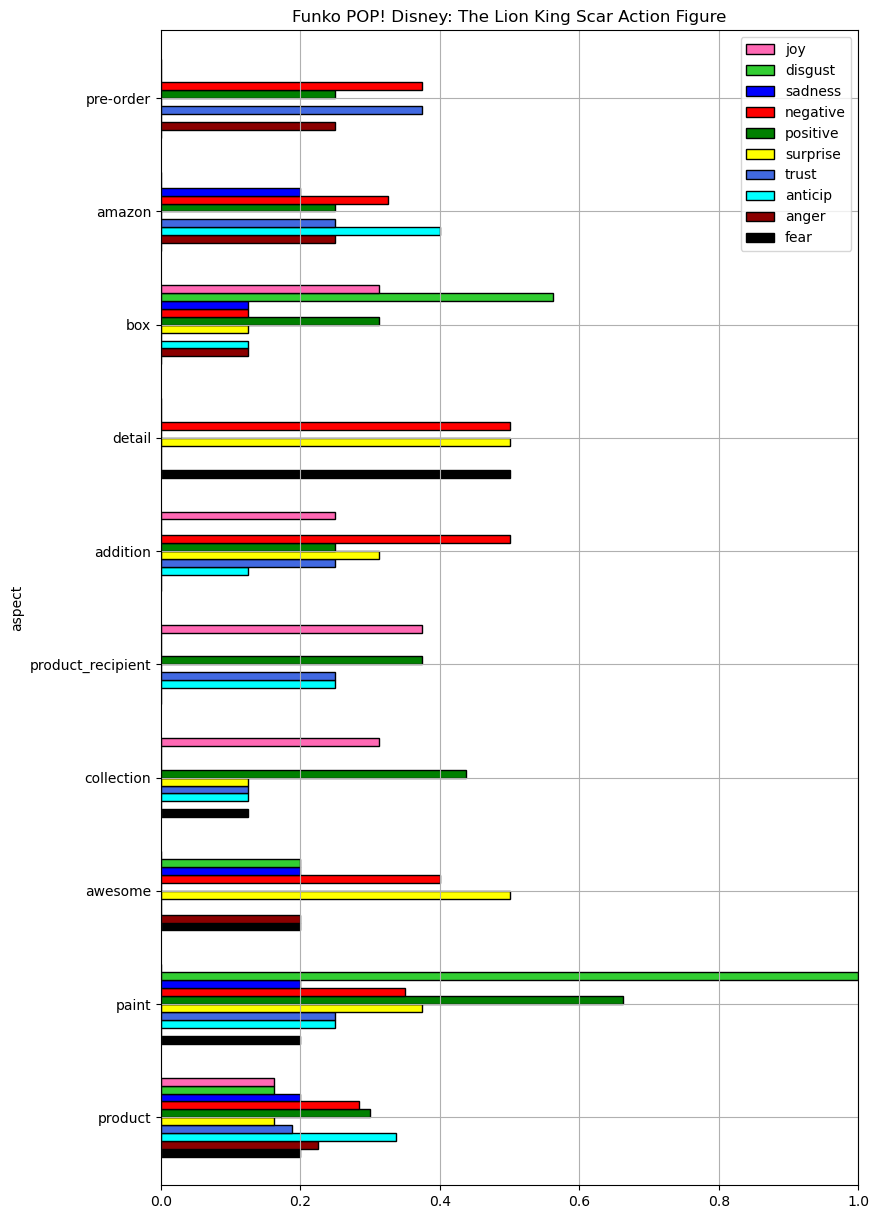 Funko POP! Disney: The Lion King Scar Action Figure
joy
disgust
sadness
negative
positive
surprise
trust
anticip
anger
fear
pre-order
amazon
box
detail
addition
product_recipient
collection
awesome
paint
product
aspect
0.0 0.2 0.4 0.6 0.8 1.0